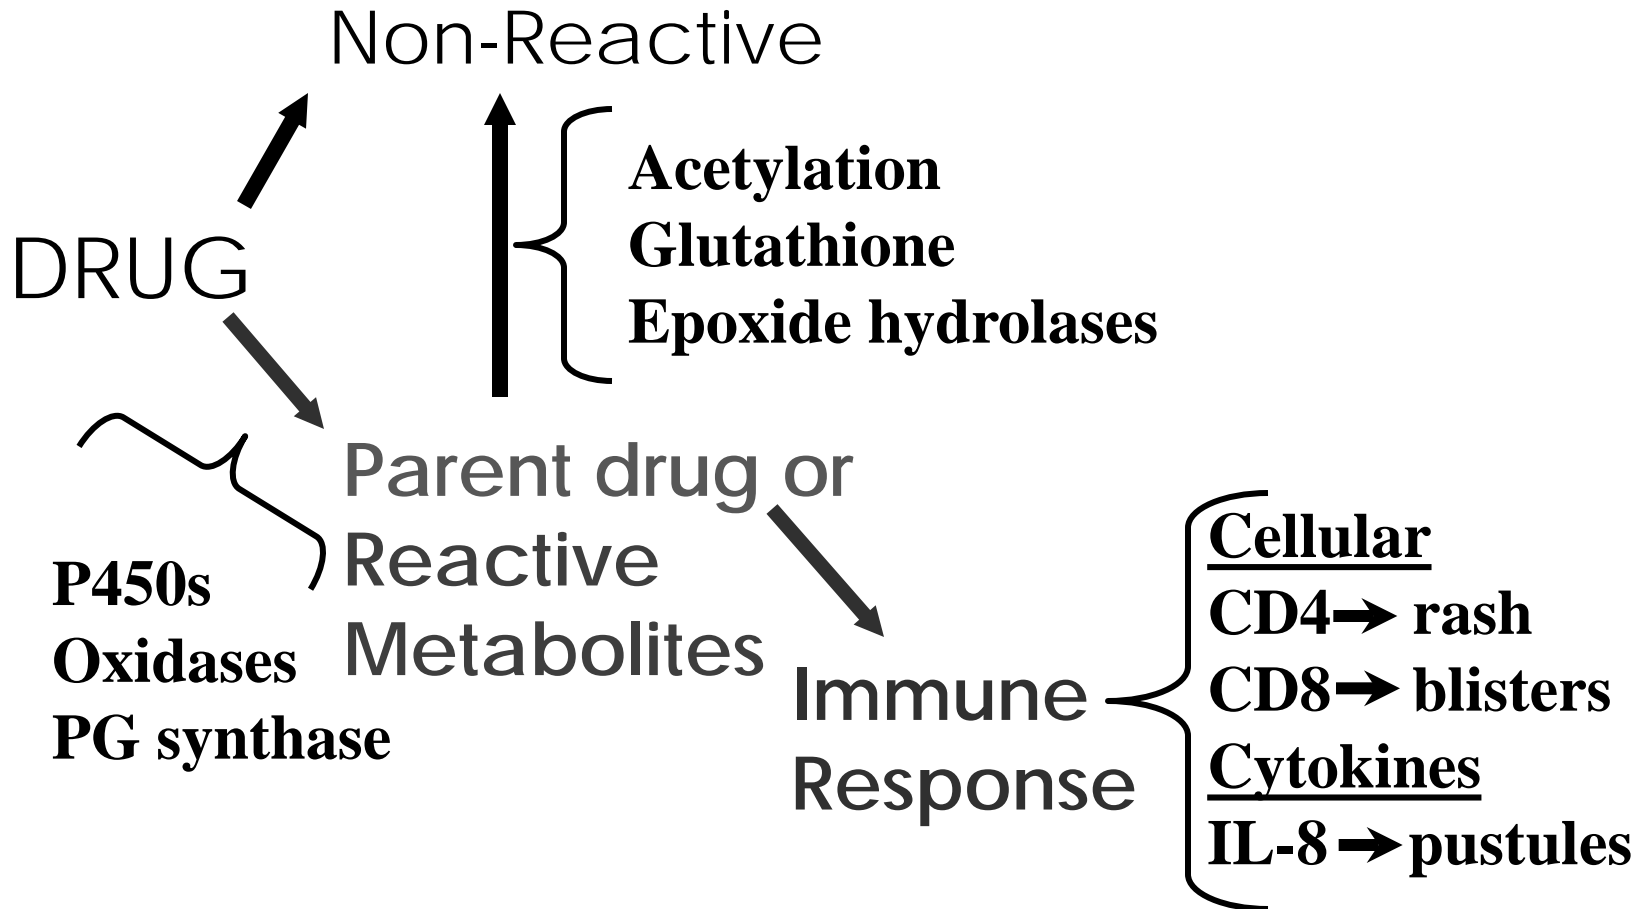 Non-Reactive
Acetylation
Glutathione
Epoxide hydrolases
DRUG
Parent drug or
Reactive
Metabolites
P450s
Oxidases
PG synthase
Immune
Response
Cellular
CD4→ rash
CD8→ blisters
Cytokines
IL-8→pustules